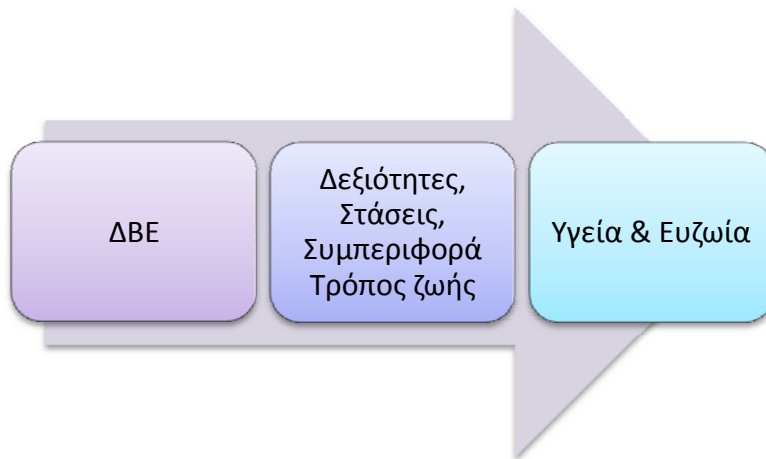 ΔΒΕ
Δεξιότητες,
Στάσεις,
Συμπεριφορά
Τρόπος ζωής
Υγεία & Ευζωία